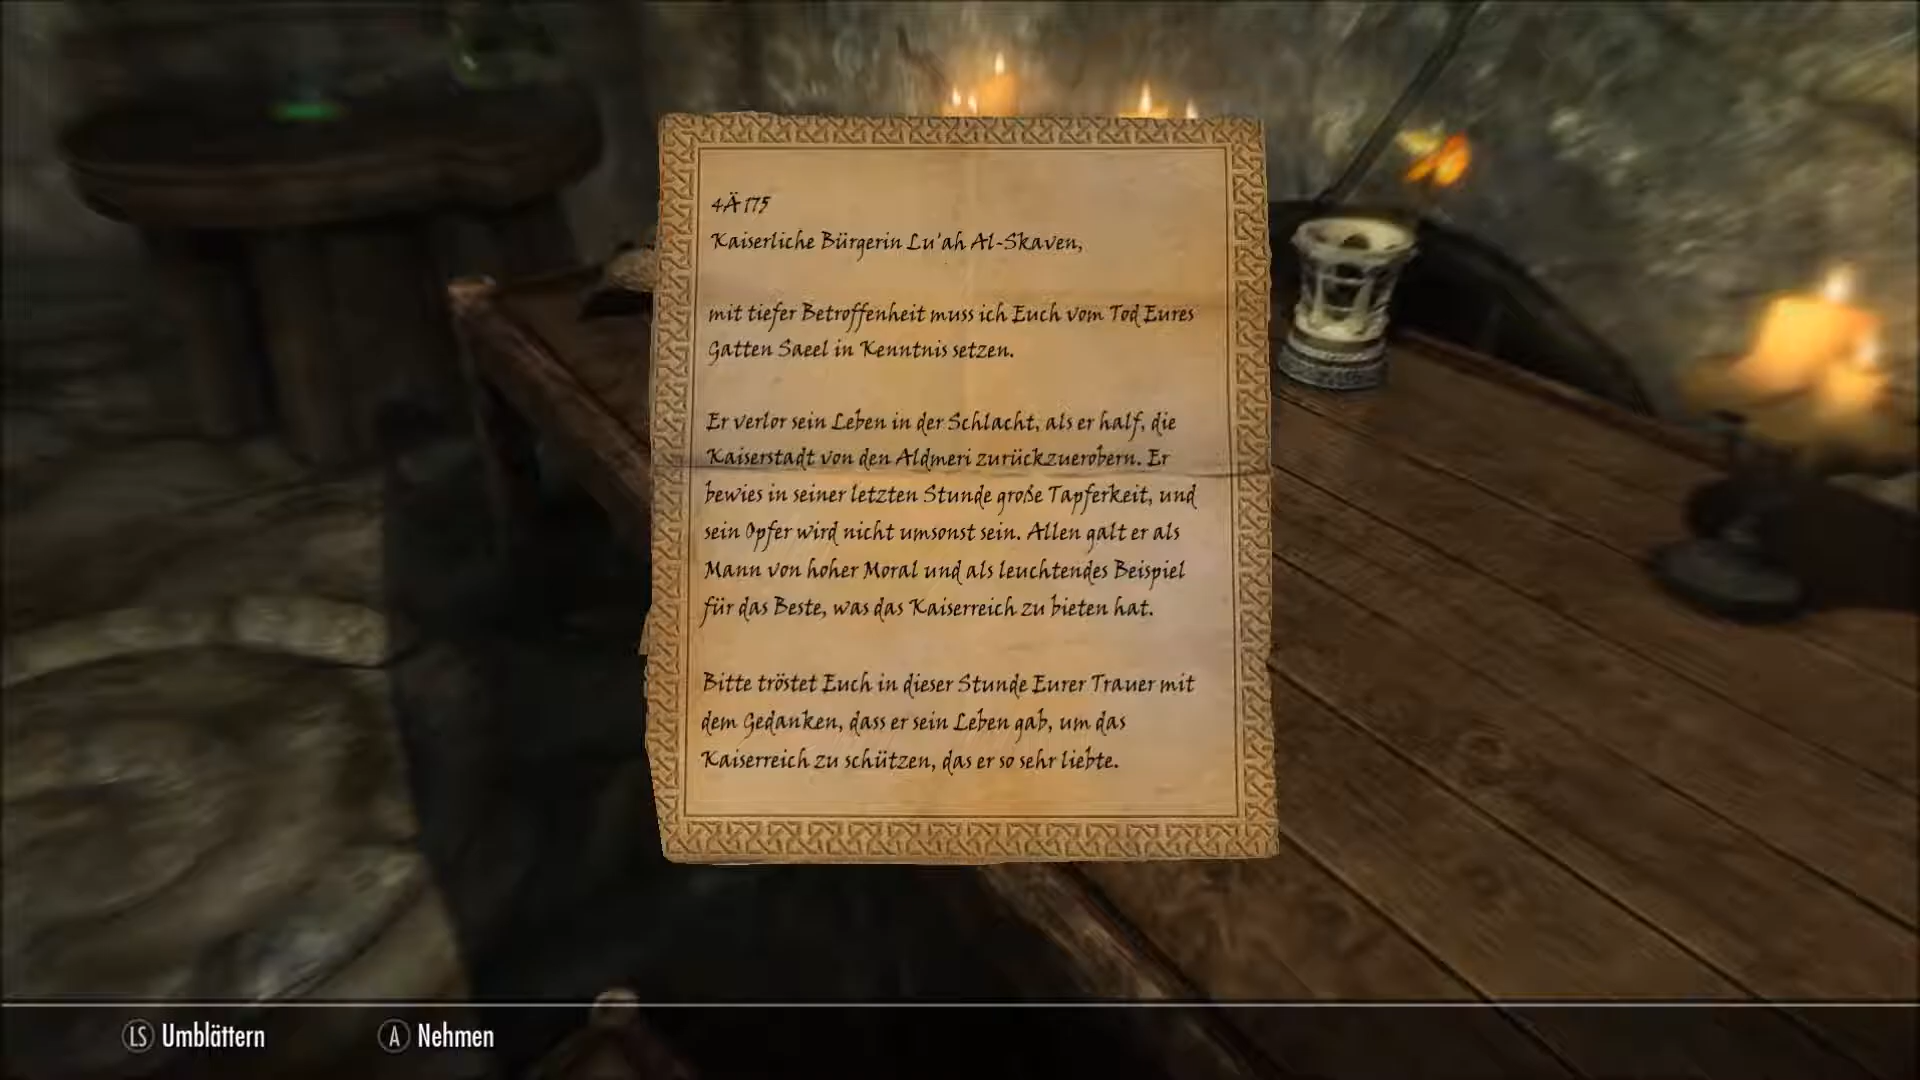 4Ä 175
Kaiserliche Bürgerin Lu'ah Al-Skaven,
mit tiefer Betroffenheit muss ich Euch vom Tod Eures
Gatten Saeel in Kenntnis setzen.
Er verlor sein Leben in der Schlacht, als er half, die
Kaiserstadt von den Aldmeri zurückzuerobern. Er
bewies in seiner letzten Stunde große Tapferkeit, und
sein Opfer wird nicht umsonst sein. Allen galt er als
Mann von hoher Moral und als leuchtendes Beispiel
für das Beste, was das Kaiserreich zu bieten hat.
Bitte tröstet Euch in dieser Stunde Eurer Trauer mit
dem Gedanken, dass er sein Leben gab, um das
Kaiserreich zu schützen, das er so sehr liebte.
LS Umblättern A Nehmen